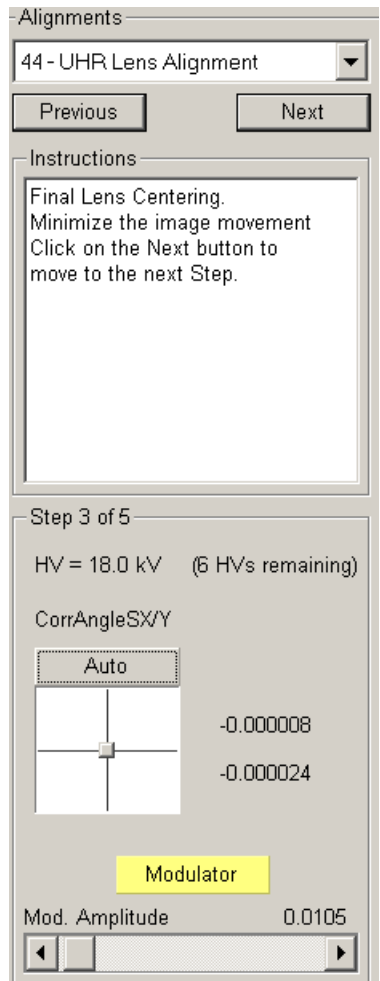 Alignments
44 - UHR Lens Alignment
Previous Next
Instructions
Final Lens Centering.
Minimize the image movement
Click on the Next button to
move to the next Step.
Step 3 of 5
HV = 18.0 kV (6 HVs remaining)
CorrAngleSX/Y
Auto
-0.000008
-0.000024
Modulator
Mod. Amplitude 0.0105